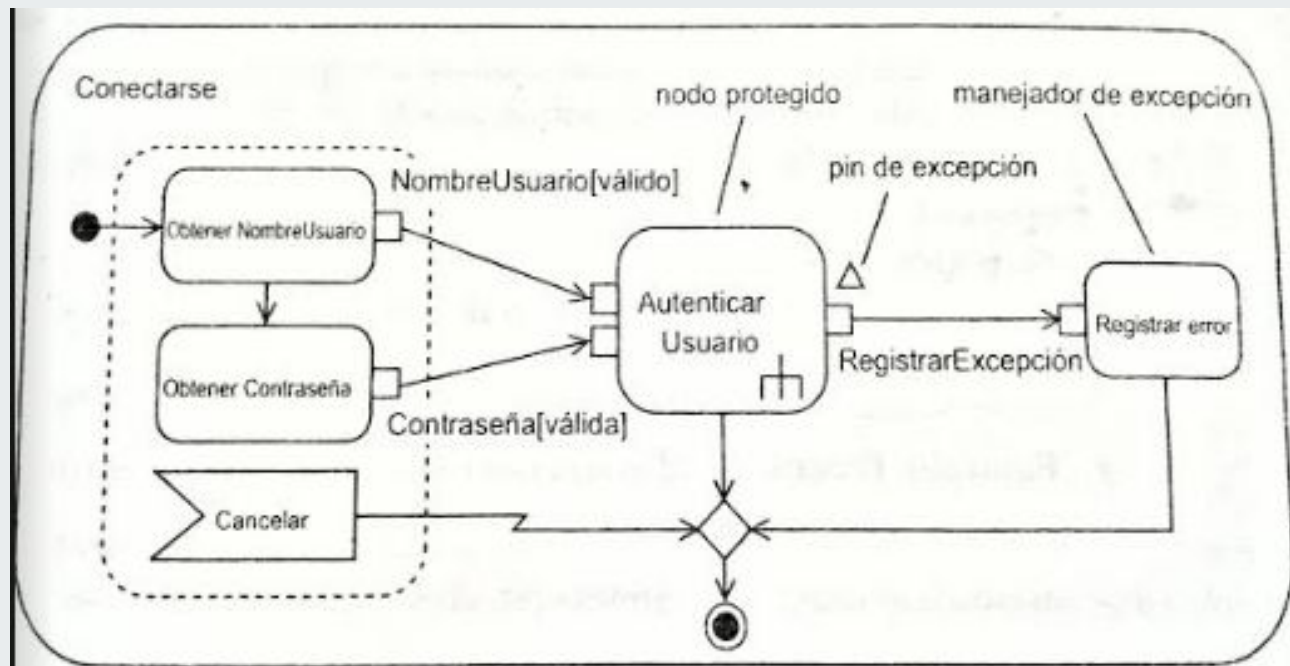 Conectarse
nodo protegido
manejador de excepción
NombreUsuario[válido]
pin de excepción
Obtener NombreUsuario
Autenticar
Usuario
Registrar error
RegistrarExcepción
Obtener Contraseña
Contraseña[válida]
Cancelar